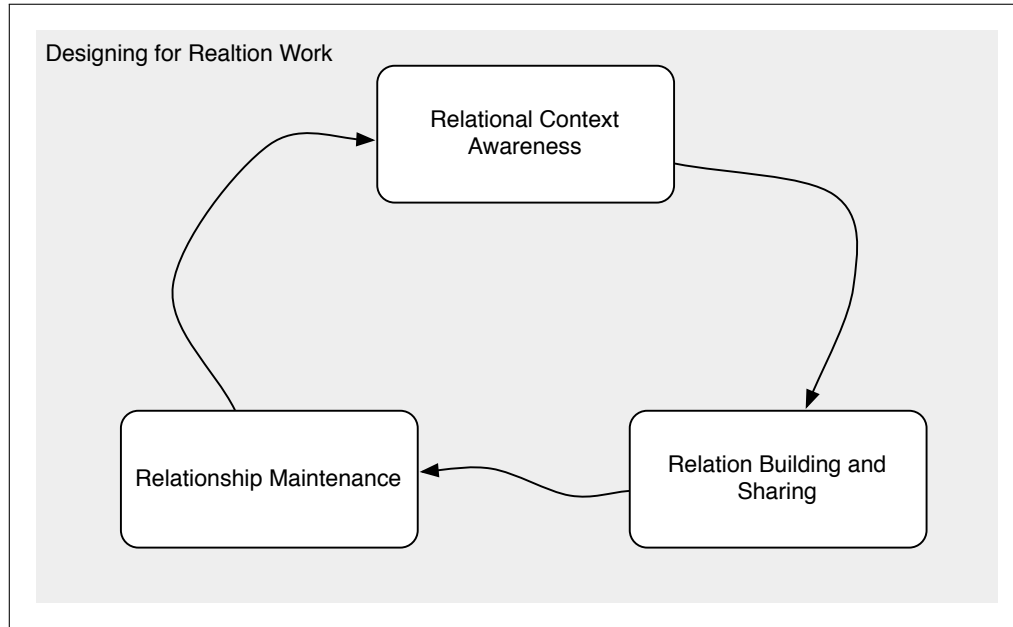 Designing for Realtion Work
Relational Context
Awareness
Relationship Maintenance
Relation Building and
Sharing